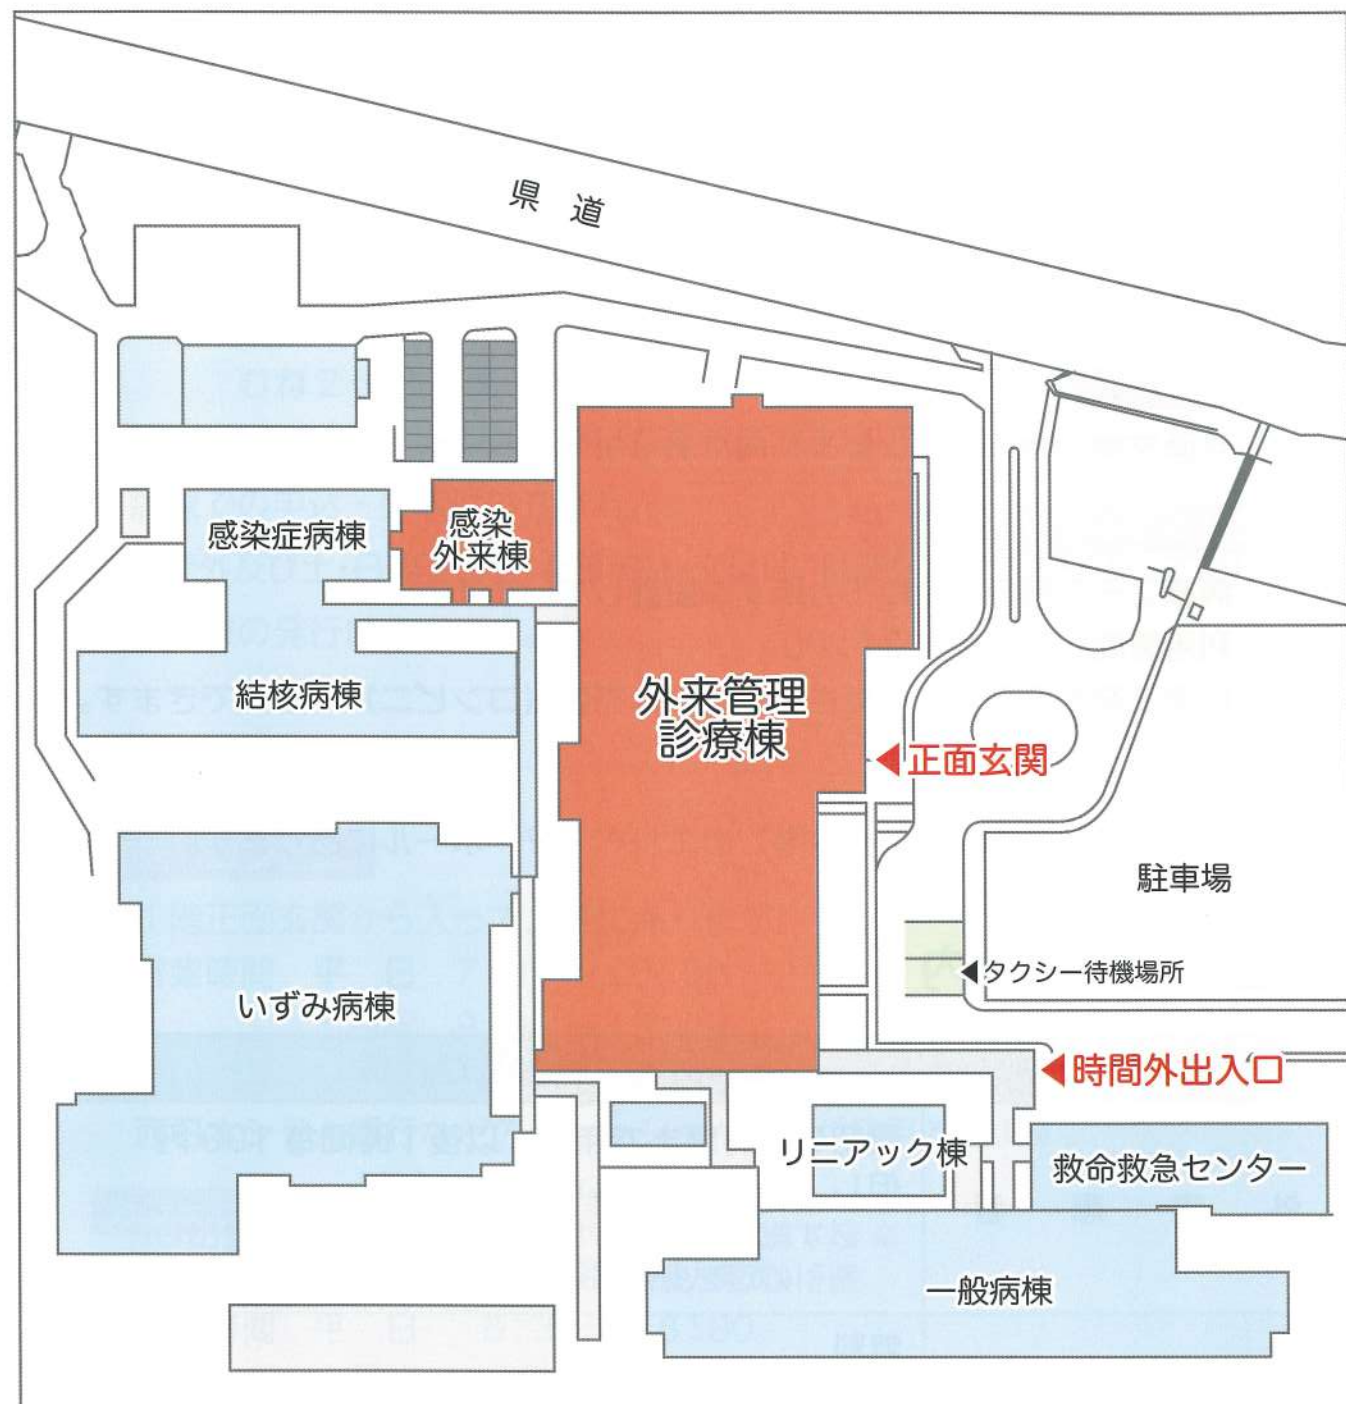 県道
感染症病棟
感染
外来棟
結核病棟
外来管理
診療棟
正面玄関
駐車場
タクシー待機場所
いずみ病棟
時間外出入口
リニアック棟
救命救急センター
一般病棟